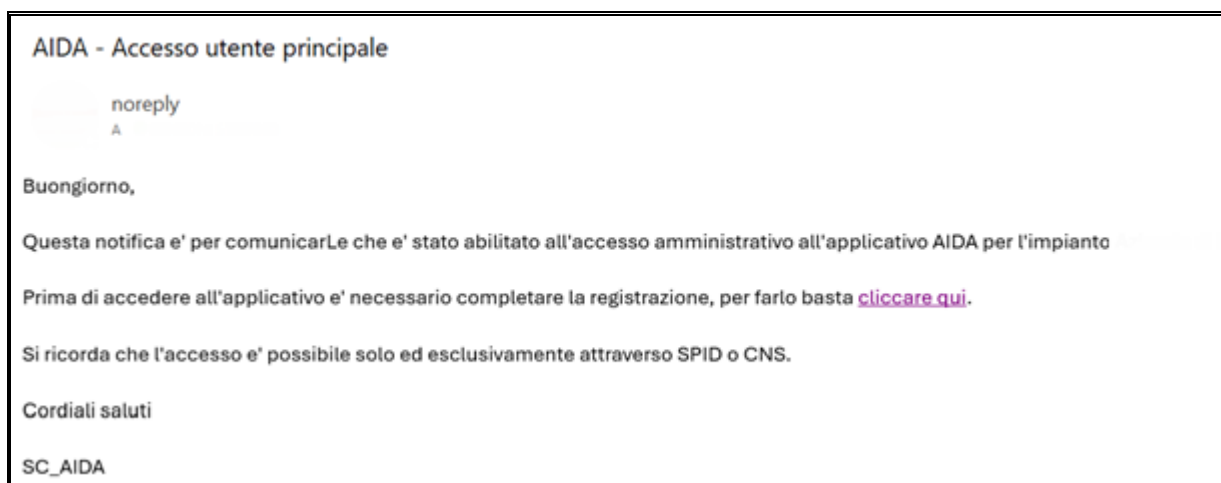 AIDA - Accesso utente principale
noreply
A
Buongiorno,
Questa notifica e' per comunicarLe che e' stato abilitato all'accesso amministrativo all'applicativo AIDA per l'impianto
Prima di accedere all'applicativo e' necessario completare la registrazione, per farlo basta cliccare qui.
Si ricorda che l'accesso e' possibile solo ed esclusivamente attraverso SPID o CNS.
Cordiali saluti
SC_AIDA